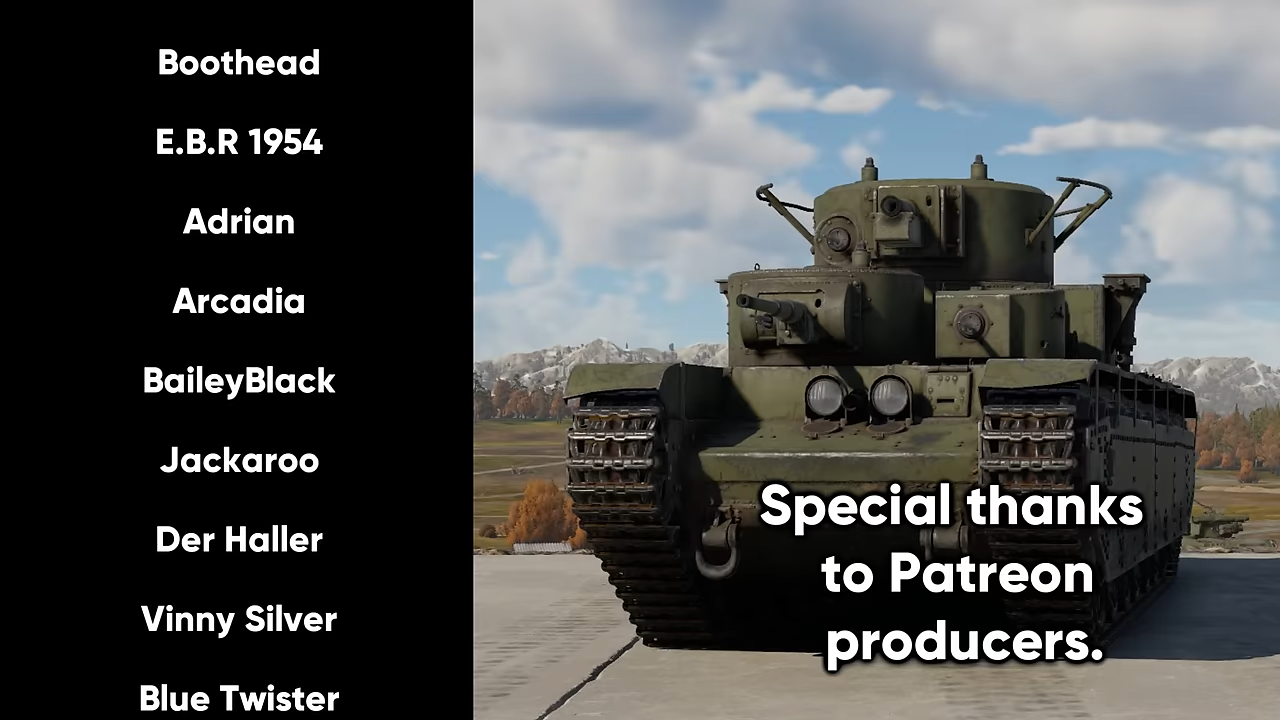 Boothead
E.B.R 1954
Adrian
Arcadia
BaileyBlack
Jackaroo
Der Haller
Vinny Silver
Blue Twister
Special thanks
to Patreon
producers.